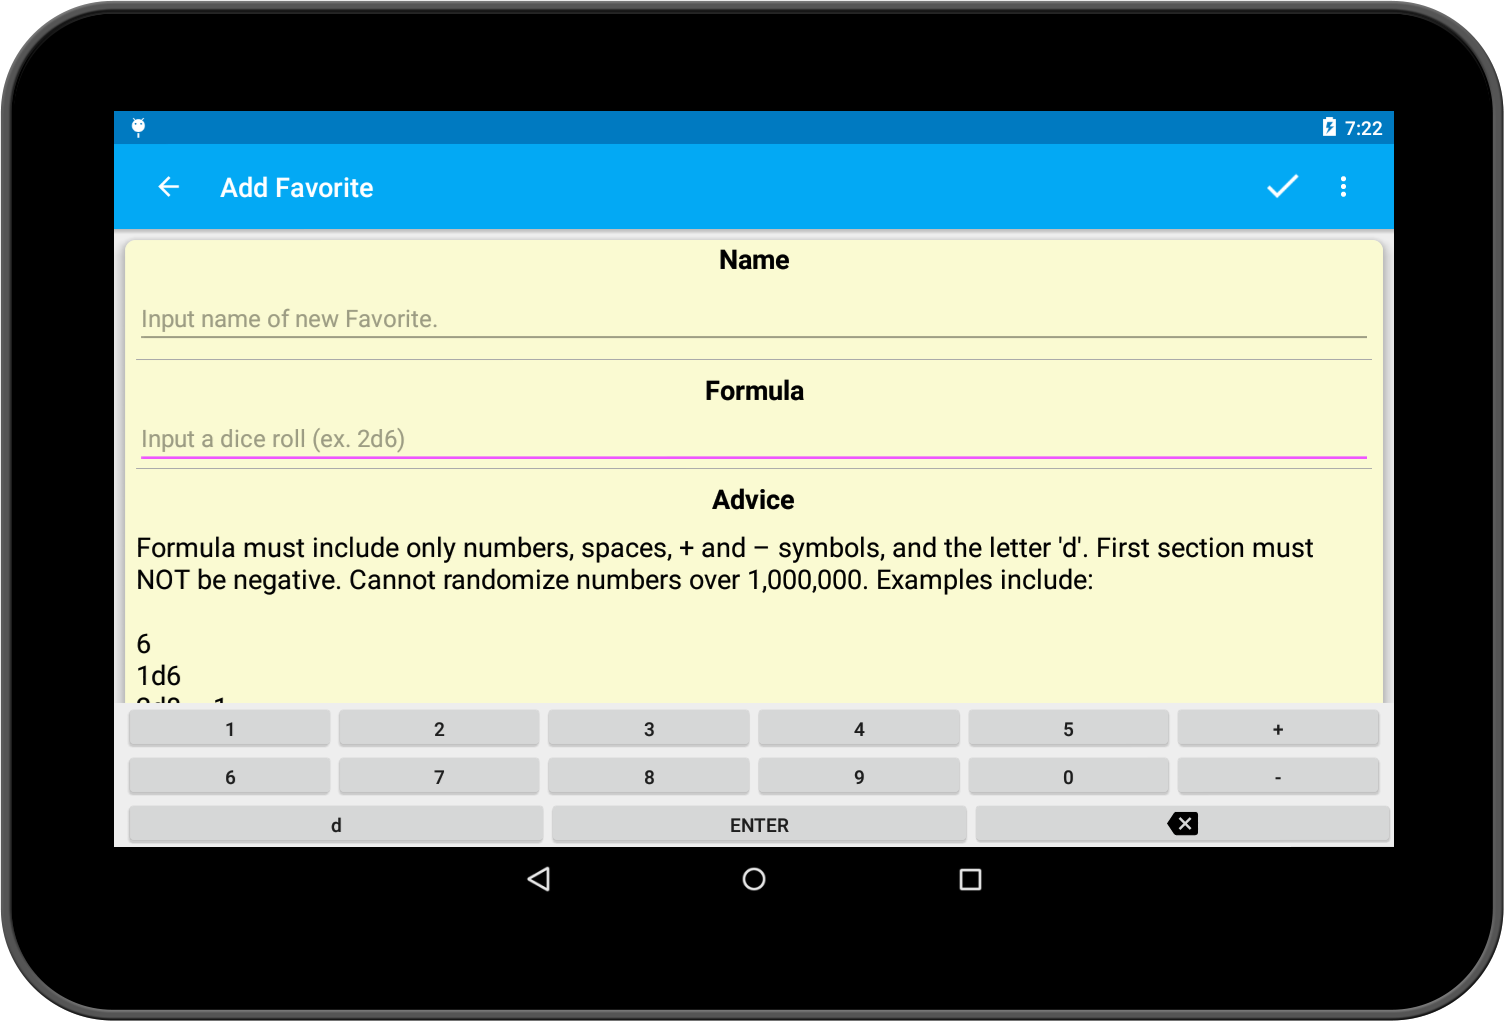 7:22
Add Favorite
Name
Input name of new Favorite.
Formula
Input a dice roll (ex. 2d6)
Advice
Formula must include only numbers, spaces, + and – symbols, and the letter 'd'. First section must
NOT be negative. Cannot randomize numbers over 1,000,000. Examples include:
6
1d6
1 2 3 4 5 +
6 7 8 9 0 -
d ENTER